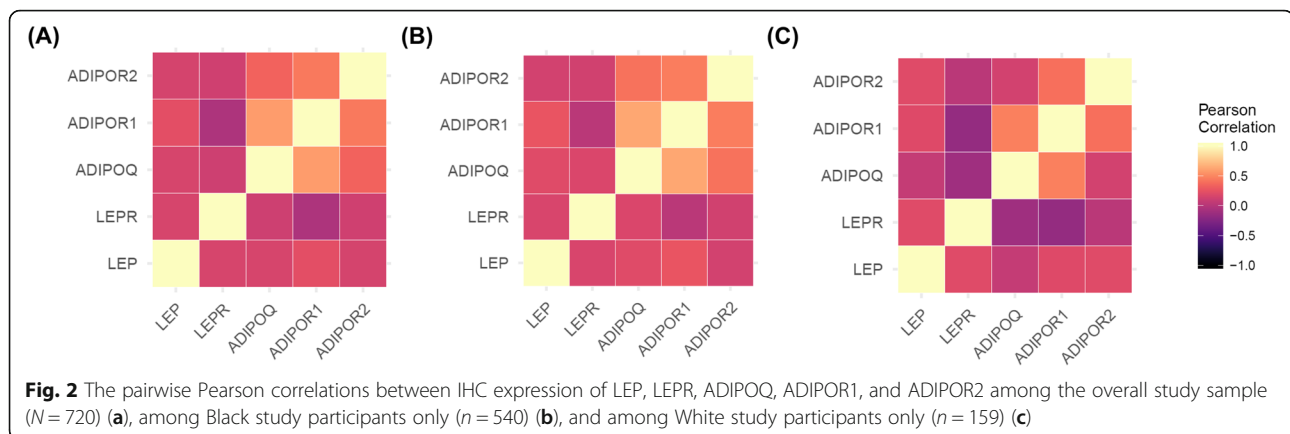 (A)
ADIPOR2
ADIPOR1
ADIPOQ
LEPR
LEP
LEP
LEPR
ADIPOQ
ADIPOR1
ADIPOR2
(B)
ADIPOR2
ADIPOR1
ADIPOQ
LEPR
LEP
LEP
LEPR
ADIPOQ
ADIPOR1
ADIPOR2
(C)
ADIPOR2
ADIPOR1
ADIPOQ
LEPR
LEP
LEP
LEPR
ADIPOQ
ADIPOR1
ADIPOR2
Pearson
Correlation
1.0
0.5
0.0
−0.5
−1.0
Fig. 2 The pairwise Pearson correlations between IHC expression of LEP, LEPR, ADIPOQ, ADIPOR1, and ADIPOR2 among the overall study sample
(N = 720) (a), among Black study participants only (n = 540) (b), and among White study participants only (n = 159) (c)